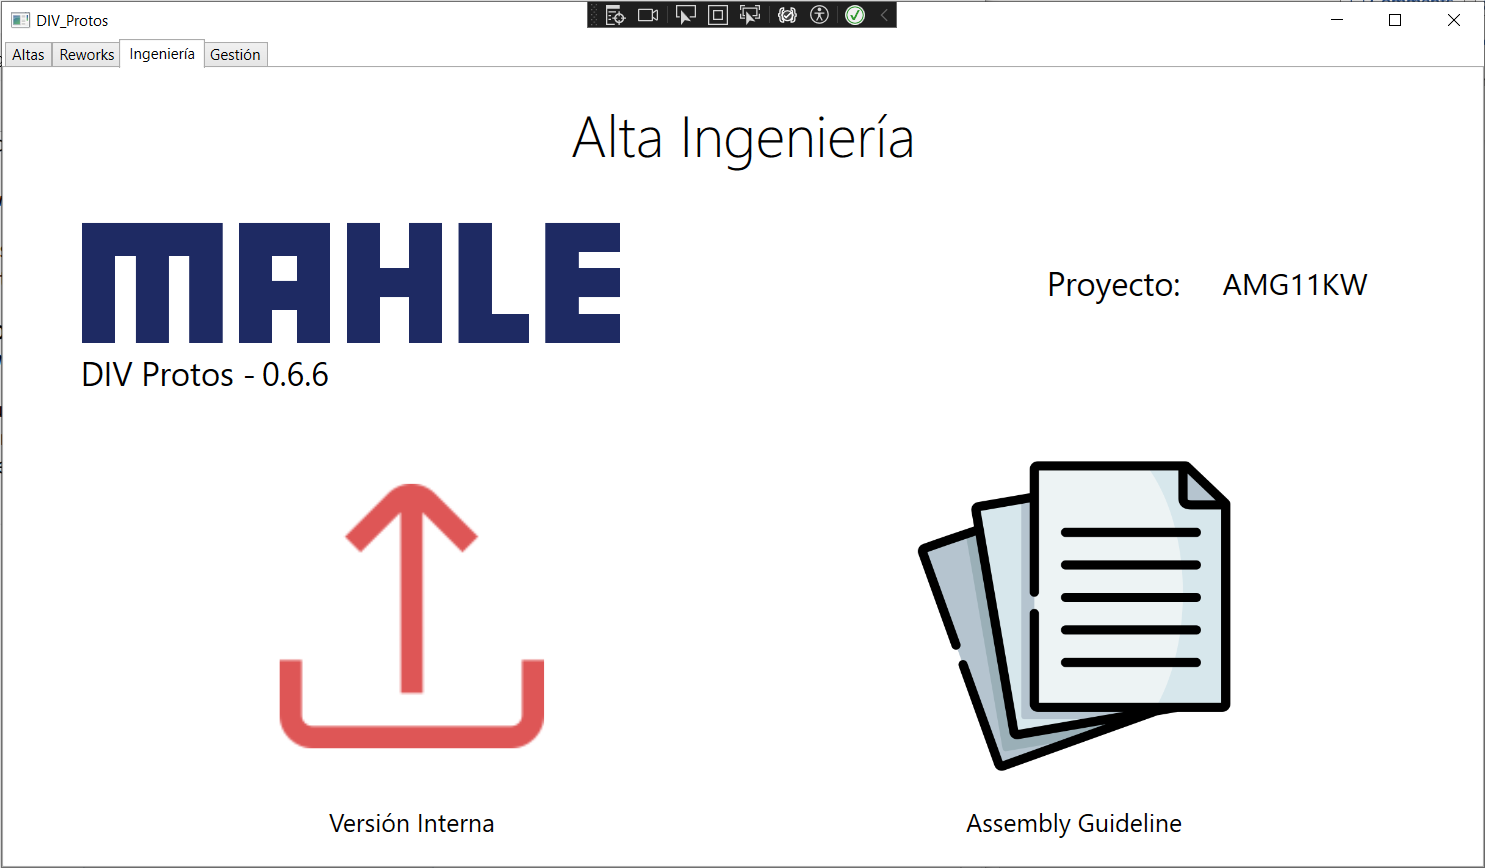 DIV_Protos
Altas Reworks Ingeniería Gestión
Alta Ingeniería
MAHLE
Proyecto: AMG11KW
DIV Protos - 0.6.6
Versión Interna
Assembly Guideline